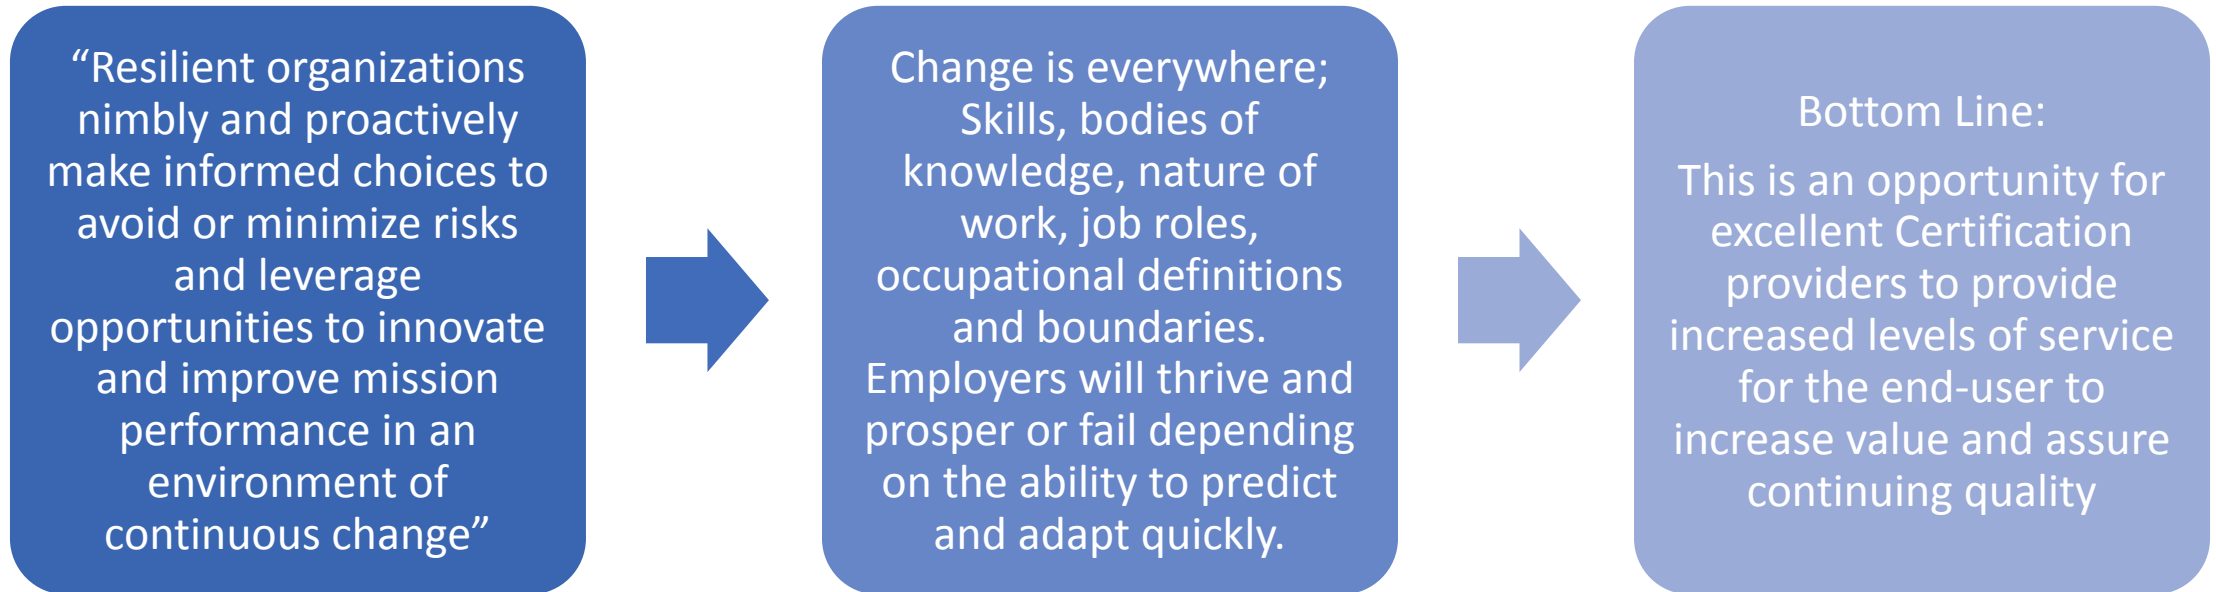 “Resilient organizations
nimbly and proactively
make informed choices to
avoid or minimize risks
and leverage
opportunities to innovate
and improve mission
performance in an
environment of
continuous change”
Change is everywhere;
Skills, bodies of
knowledge, nature of
work, job roles,
occupational definitions
and boundaries.
Employers will thrive and
prosper or fail depending
on the ability to predict
and adapt quickly.
Bottom Line:
This is an opportunity for
excellent Certification
providers to provide
increased levels of service
for the end-user to
increase value and assure
continuing quality